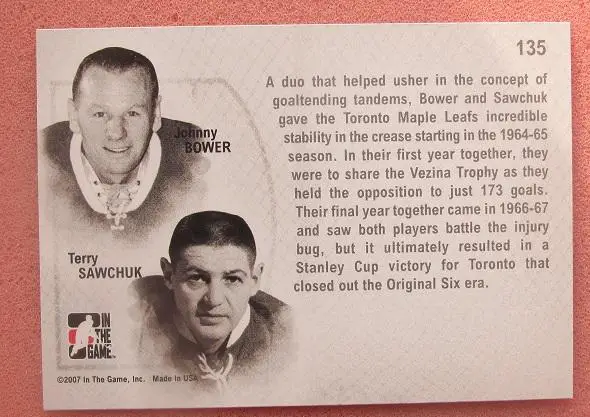 135
A duo that helped usher in the concept of
goaltending tandems, Bower and Sawchuk
gave the Toronto Maple Leafs incredible
stability in the crease starting in the 1964-65
season. In their first year together, they
were to share the Vezina Trophy as they
held the opposition to just 173 goals.
Their final year together came in 1966-67
and saw both players battle the injury
bug, but it ultimately resulted in a
Stanley Cup victory for Toronto that
closed out the Original Six era.
Johnny
BOWER
Terry
SAWCHUK
IN
THE
GAME
©2007 In The Game, Inc. Made in USA